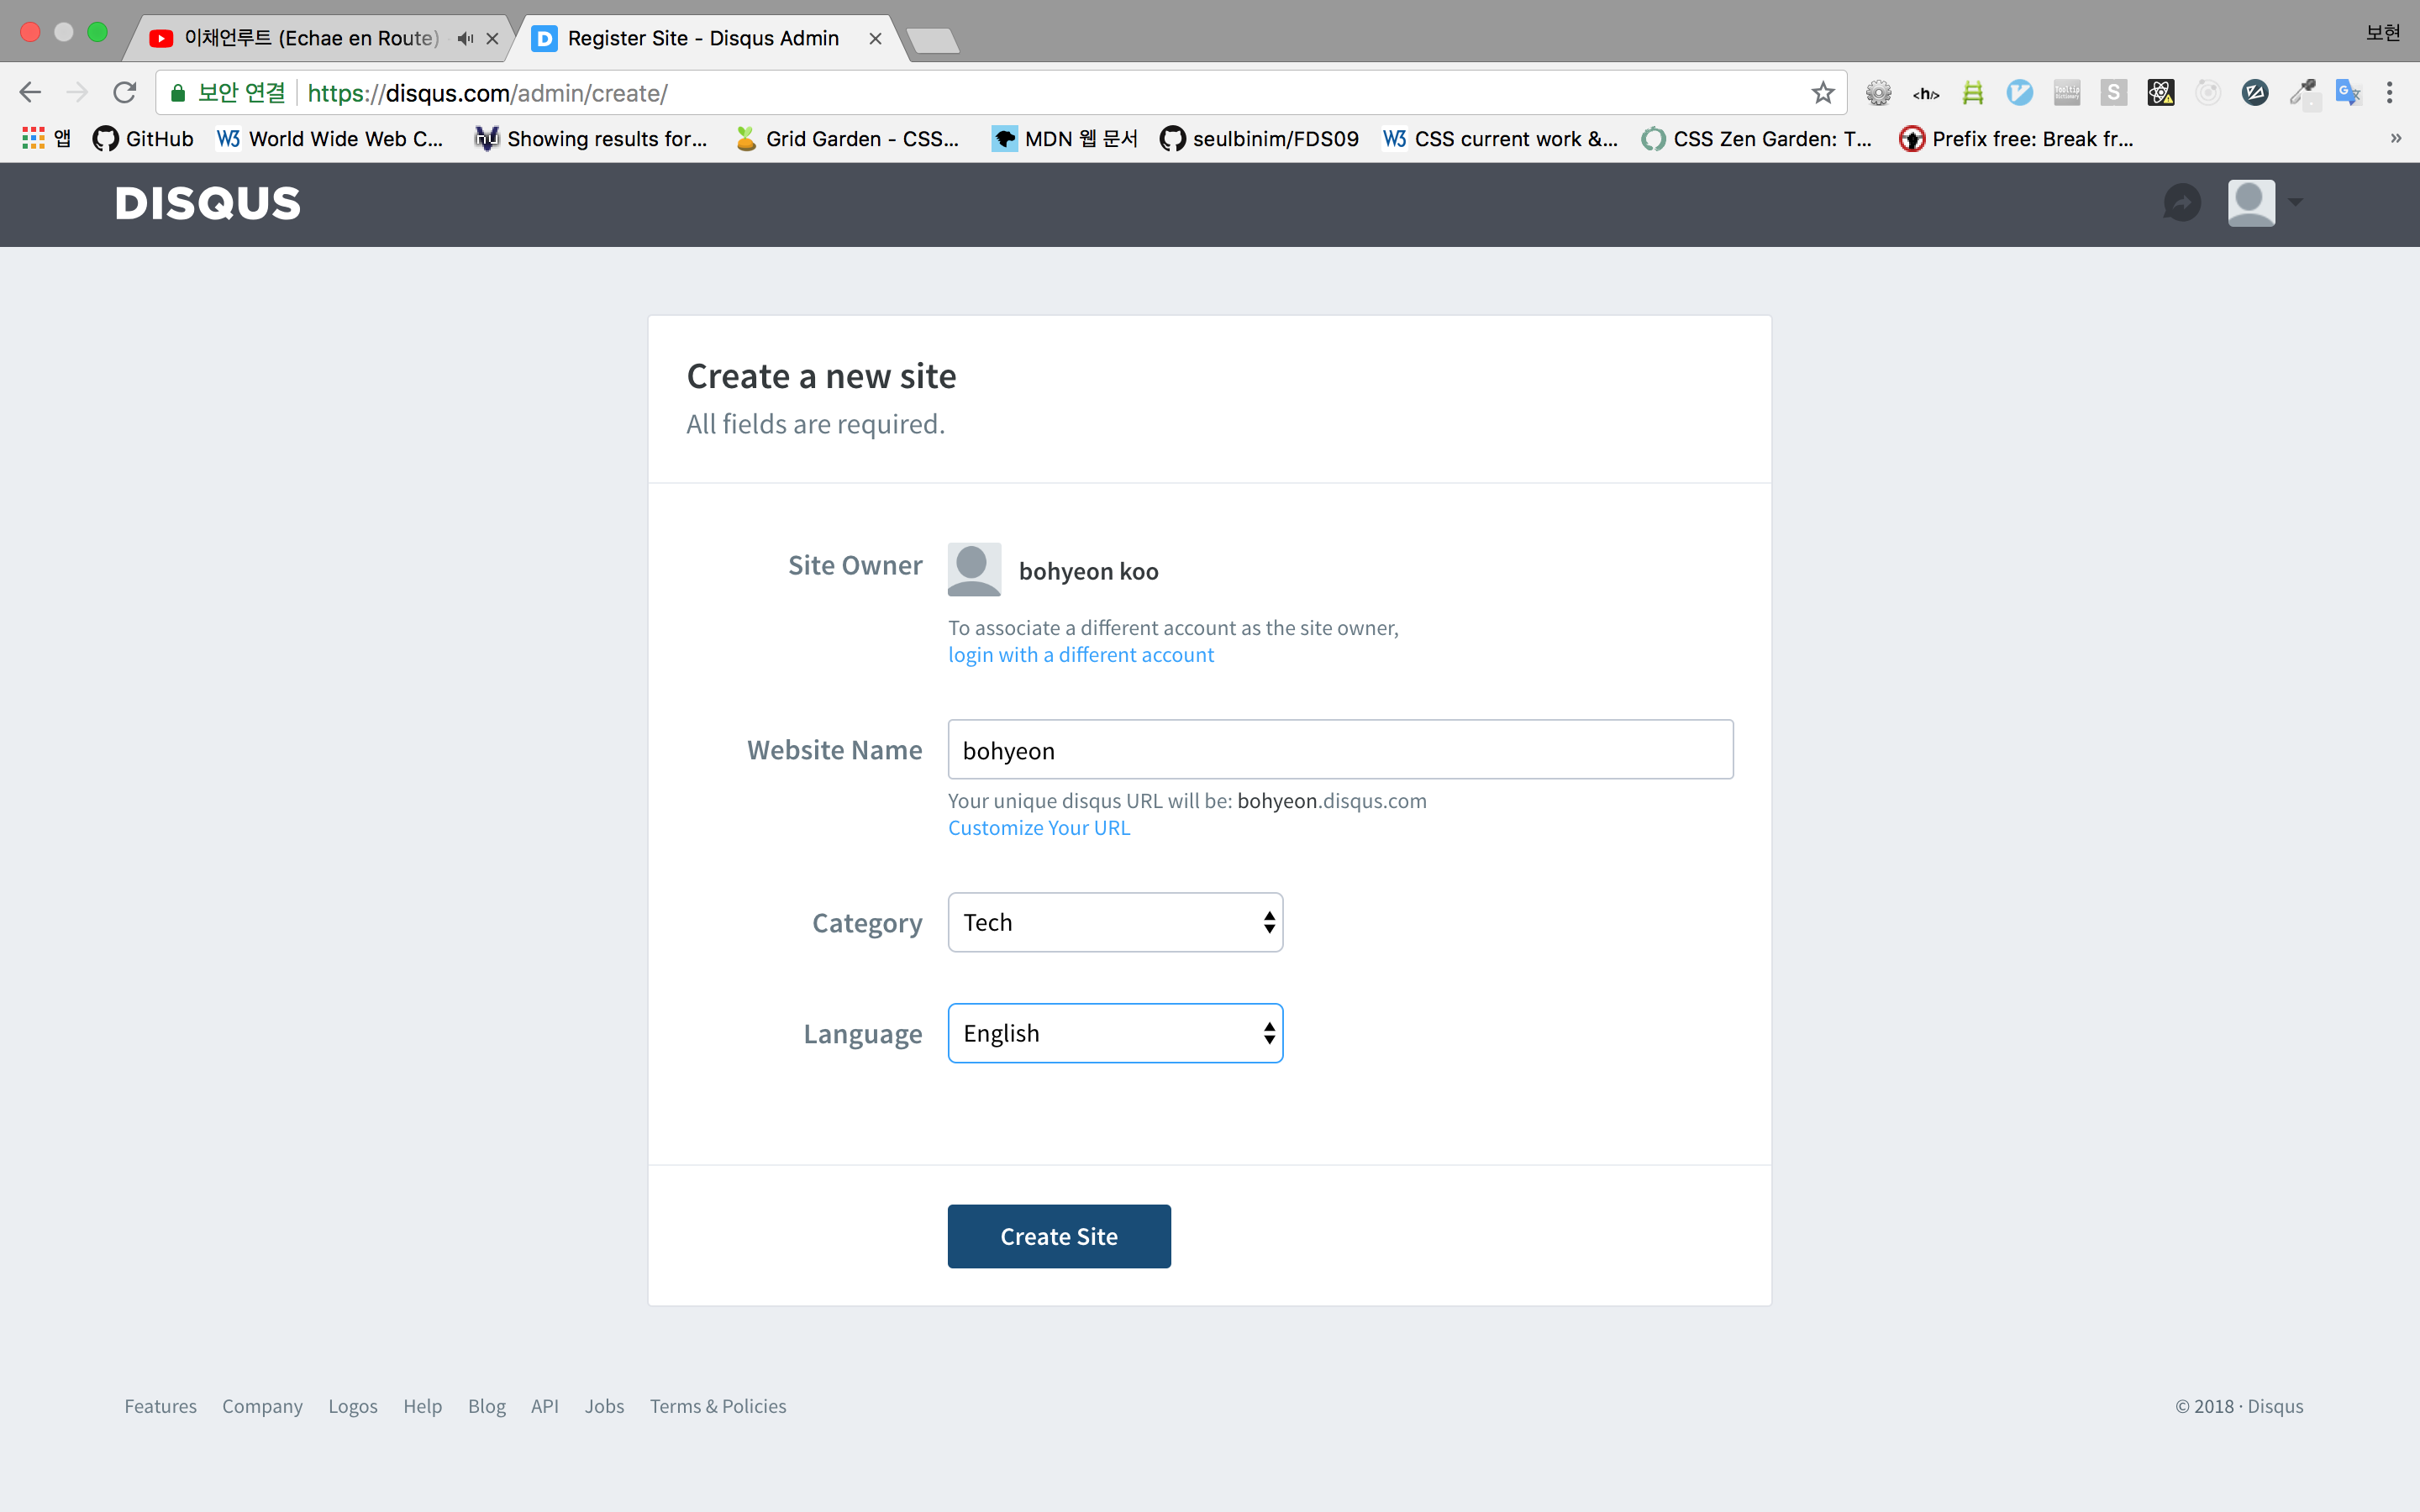 이채언루트 (Echae en Route)
Register Site - Disqus Admin
보현
보안 연결
https://disqus.com/admin/create/
앱
GitHub
World Wide Web C...
Showing results for...
Grid Garden - CSS...
MDN 웹 문서
seulbinim/FDS09
CSS current work &...
CSS Zen Garden: T...
Prefix free: Break fr...
DISQUS
Create a new site
All fields are required.
Site Owner
bohyeon koo
To associate a different account as the site owner,
login with a different account
Website Name
bohyeon
Your unique disqus URL will be: bohyeon.disqus.com
Customize Your URL
Category
Tech
Language
English
Create Site
Features Company Logos Help Blog API Jobs Terms & Policies
© 2018 · Disqus